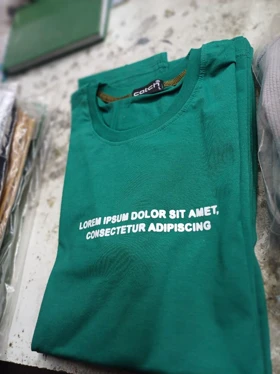 LOREM IPSUM DOLOR SIT AMET,
CONSECTETUR ADIPISCING